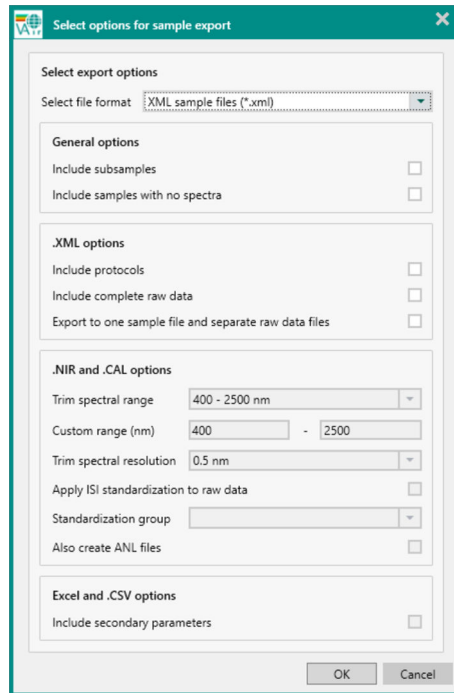 Select options for sample export
Select export options
Select file format XML sample files (*.xml)
General options
Include subsamples
Include samples with no spectra
.XML options
Include protocols
Include complete raw data
Export to one sample file and separate raw data files
.NIR and .CAL options
Trim spectral range 400 - 2500 nm
Custom range (nm) 400 - 2500
Trim spectral resolution 0.5 nm
Apply ISI standardization to raw data
Standardization group
Also create ANL files
Excel and .CSV options
Include secondary parameters
OK Cancel